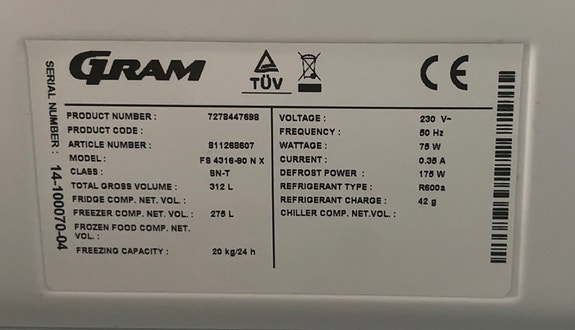 GRAM
TÜV
CE
SERIAL NUMBER : 14-100070-04
PRODUCT NUMBER : 7278447698
PRODUCT CODE :
ARTICLE NUMBER : 811268607
MODEL : FS 4316-90 N X
CLASS : SN-T
TOTAL GROSS VOLUME : 312 L
FRIDGE COMP. NET. VOL. :
FREEZER COMP. NET. VOL. : 275 L
FROZEN FOOD COMP. NET.
VOL. :
FREEZING CAPACITY : 20 kg/24 h
VOLTAGE : 230 V~
FREQUENCY : 50 Hz
WATTAGE : 75 W
CURRENT : 0.35 A
DEFROST POWER : 175 W
REFRIGERANT TYPE : R600a
REFRIGERANT CHARGE : 42 g
CHILLER COMP. NET.VOL. :